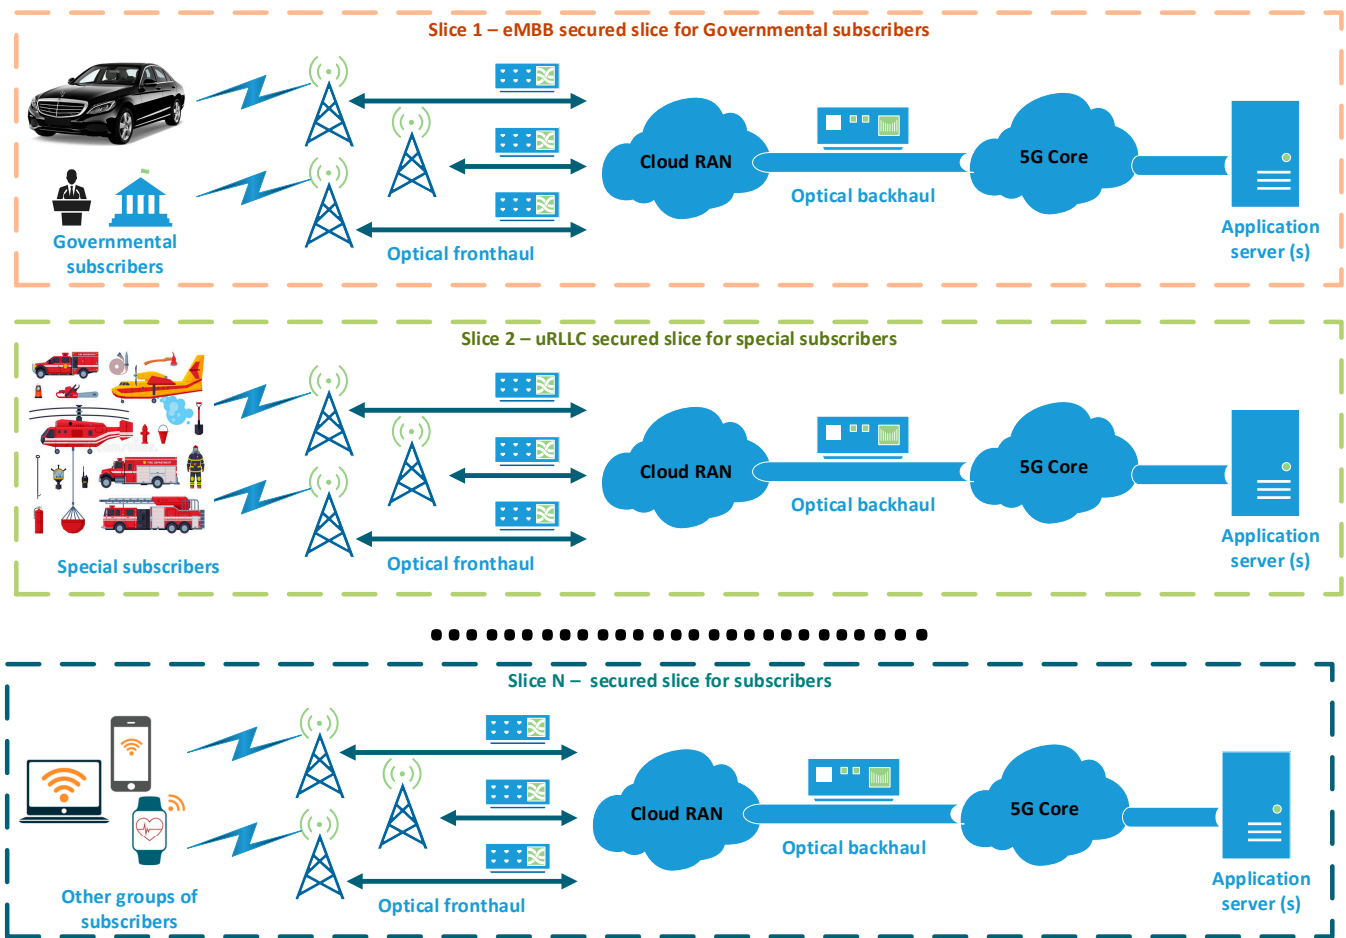 Slice 1 – eMBB secured slice for Governmental subscribers
Cloud RAN
5G Core
Optical backhaul
Governmental
subscribers
Optical fronthaul
Application
server (s)
Slice 2 – uRLLC secured slice for special subscribers
Cloud RAN
5G Core
Optical backhaul
Special subscribers
Optical fronthaul
Application
server (s)
Slice N – secured slice for subscribers
Cloud RAN
5G Core
Optical backhaul
Other groups of
subscribers
Optical fronthaul
Application
server (s)